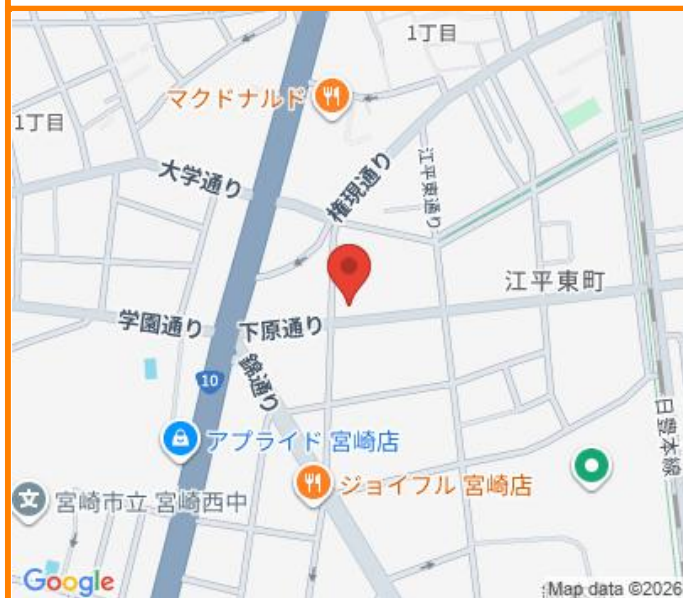 1丁目
マクドナルド
1丁目
大学通り
権現通り
江平東通り
江平東町
学園通り
下原通り
錦通り
10
アプライド 宮崎店
日豊本線
ジョイフル 宮崎店
文
宮崎市立 宮崎西中
Google
Map data ©2026